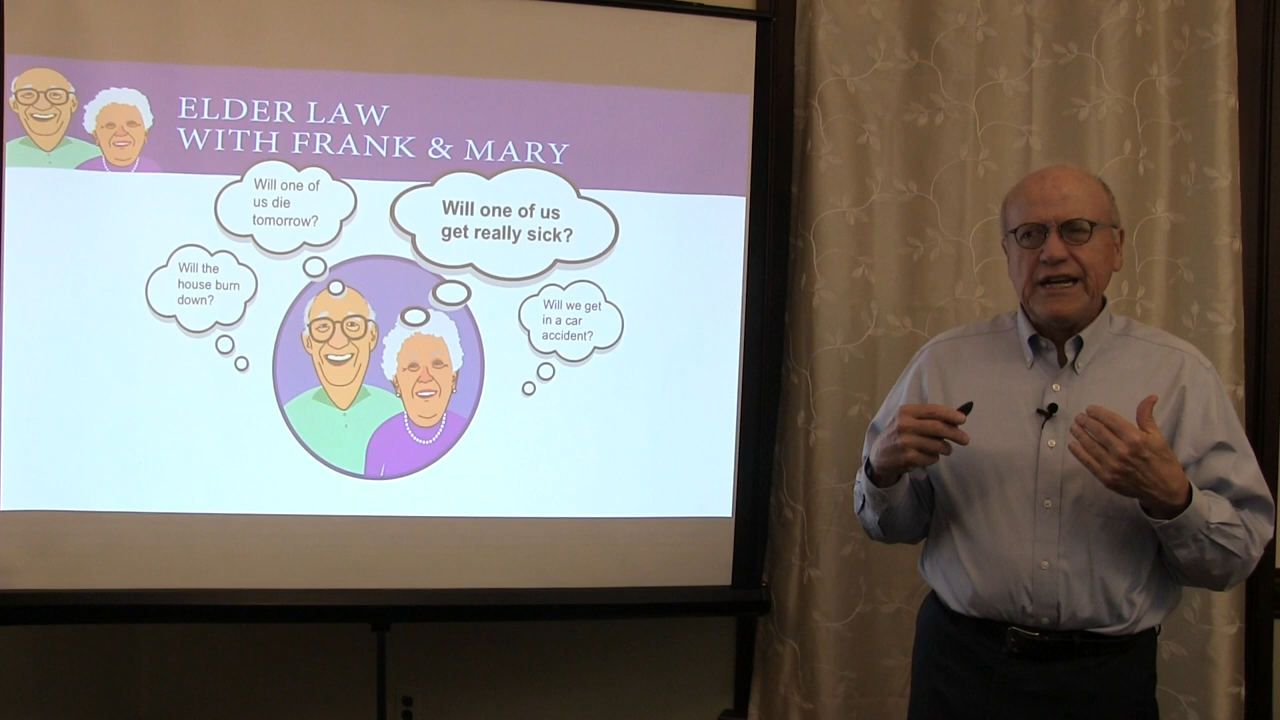 ELDER LAW
WITH FRANK & MARY
Will one of
us die
tomorrow?
Will one of us
get really sick?
Will the
house burn
down?
Will we get
in a car
accident?